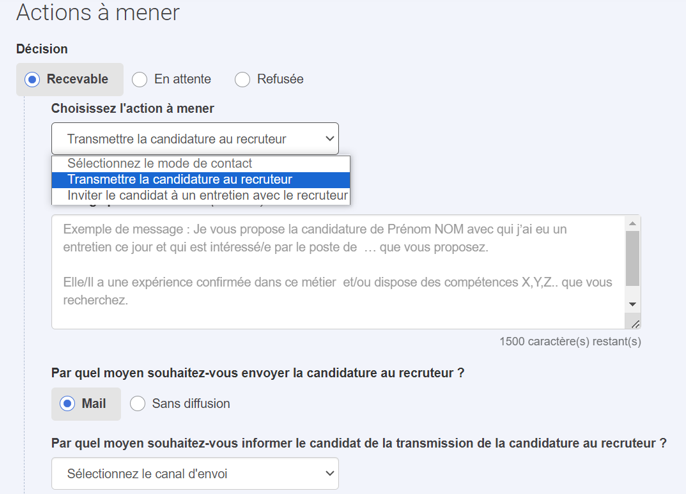 Actions à mener
Décision
Recevable
En attente
Refusée
Choisissez l'action à mener
Transmettre la candidature au recruteur
Sélectionnez le mode de contact
Transmettre la candidature au recruteur
Inviter le candidat à un entretien avec le recruteur
Exemple de message : Je vous propose la candidature de Prénom NOM avec qui j'ai eu un
entretien ce jour et qui est intéressé/e par le poste de … que vous proposez.
Elle/Il a une expérience confirmée dans ce métier et/ou dispose des compétences X,Y,Z.. que vous
recherchez.
1500 caractère(s) restant(s)
Par quel moyen souhaitez-vous envoyer la candidature au recruteur ?
Mail
Sans diffusion
Par quel moyen souhaitez-vous informer le candidat de la transmission de la candidature au recruteur ?
Sélectionnez le canal d'envoi